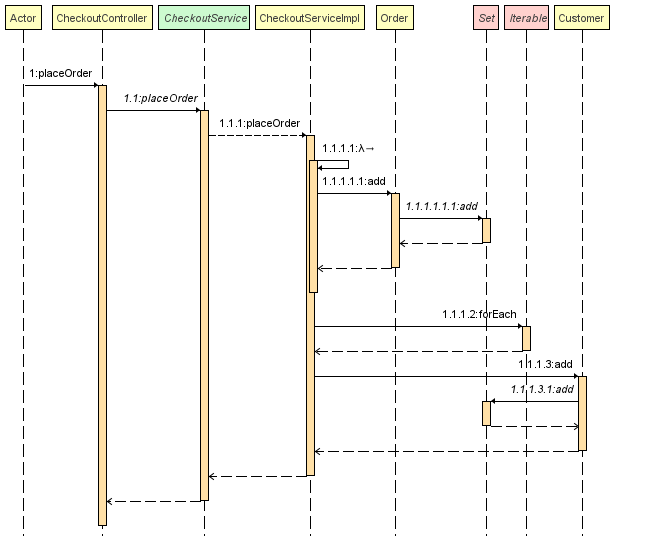 Actor CheckoutController CheckoutService CheckoutServiceImpl Order Set Iterable Customer
1:placeOrder
1.1:placeOrder
1.1.1:placeOrder
1.1.1.1:λ→
1.1.1.1.1:add
1.1.1.1.1.1:add
1.1.1.2:forEach
1.1.1.3:add
1.1.1.3.1:add